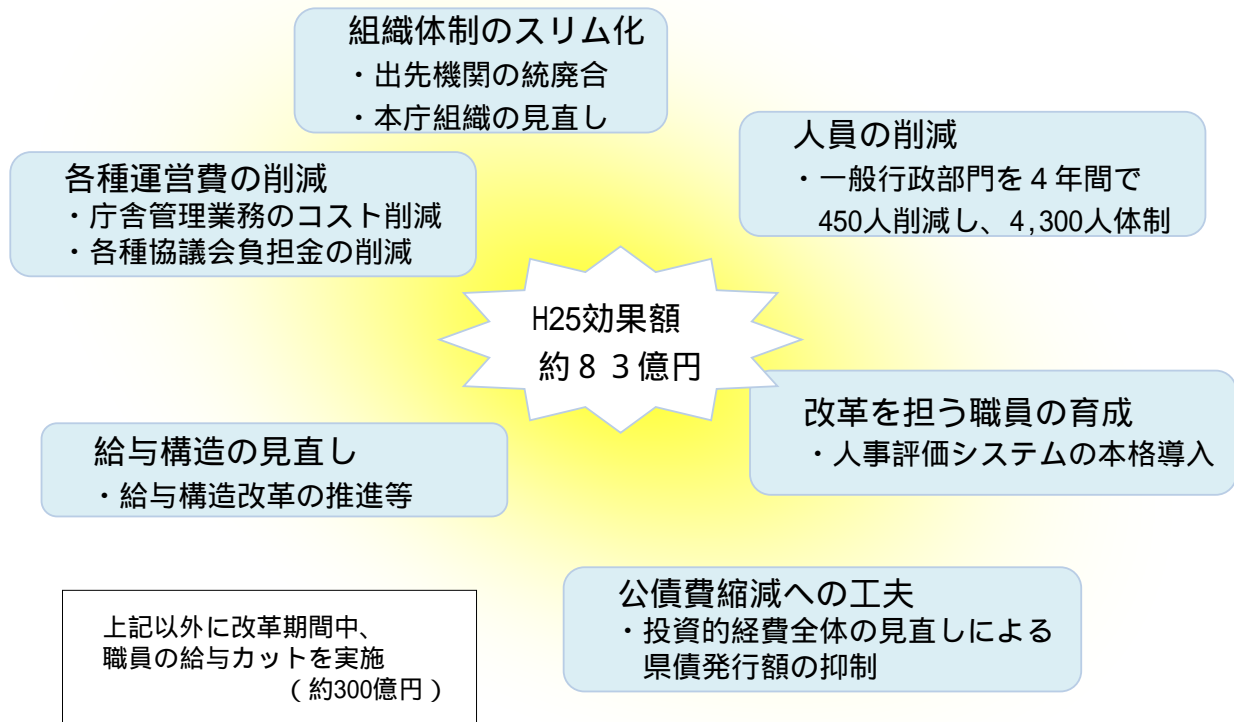 組織体制のスリム化
・出先機関の統廃合
・本庁組織の見直し
人員の削減
・一般行政部門を４年間で
450人削減し、4,300人体制
各種運営費の削減
・庁舎管理業務のコスト削減
・各種協議会負担金の削減
H25効果額
約８３億円
改革を担う職員の育成
・人事評価システムの本格導入
給与構造の見直し
・給与構造改革の推進等
公債費縮減への工夫
・投資的経費全体の見直しによる
県債発行額の抑制
上記以外に改革期間中、
職員の給与カットを実施
（約300億円）